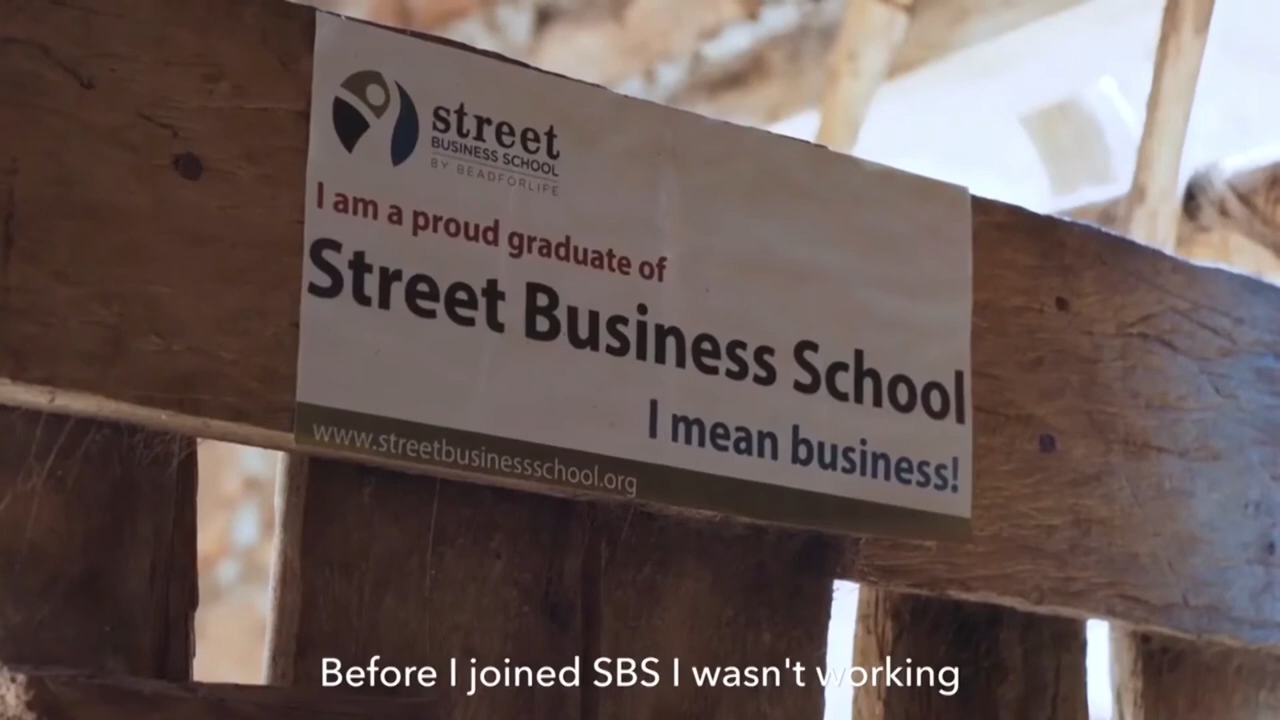 street
BUSINESS SCHOOL
BY BEADFORLIFE
I am a proud graduate of
Street Business School
I mean business!
www.streetbusinessschool.org
Before I joined SBS I wasn't working